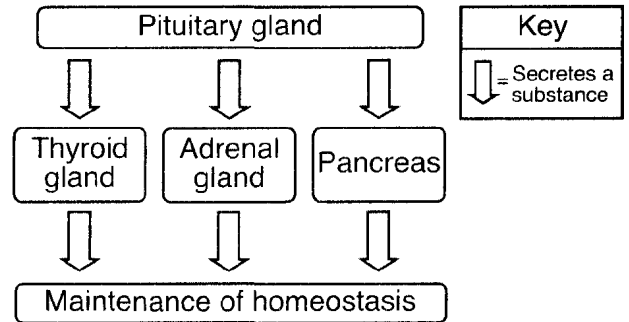 Pituitary gland
Key
= Secretes a
substance
Thyroid
gland
Adrenal
gland
Pancreas
Maintenance of homeostasis